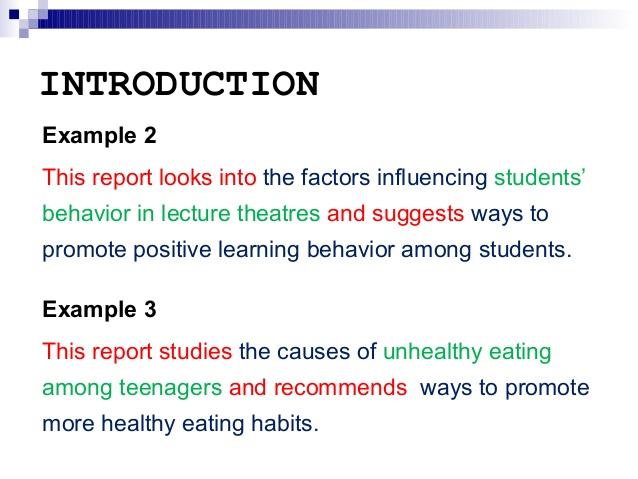 INTRODUCTION
Example 2
This report looks into the factors influencing students’
behavior in lecture theatres and suggests ways to
promote positive learning behavior among students.
Example 3
This report studies the causes of unhealthy eating
among teenagers and recommends  ways to promote
more healthy eating habits.